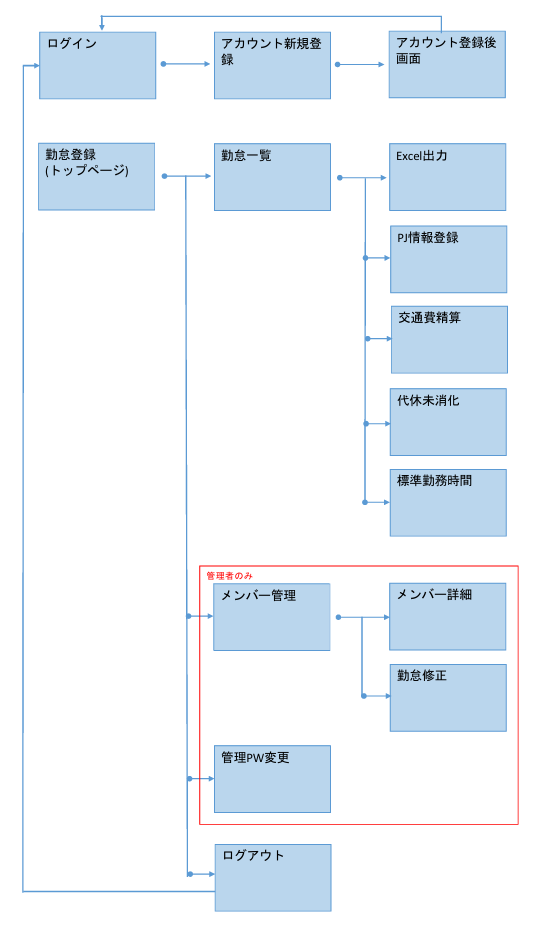 ログイン
アカウント新規登
録
アカウント登録後
画面
勤怠登録
(トップページ)
勤怠一覧
Excel出力
PJ情報登録
交通費精算
代休未消化
標準勤務時間
管理者のみ
メンバー管理
メンバー詳細
勤怠修正
管理PW変更
ログアウト